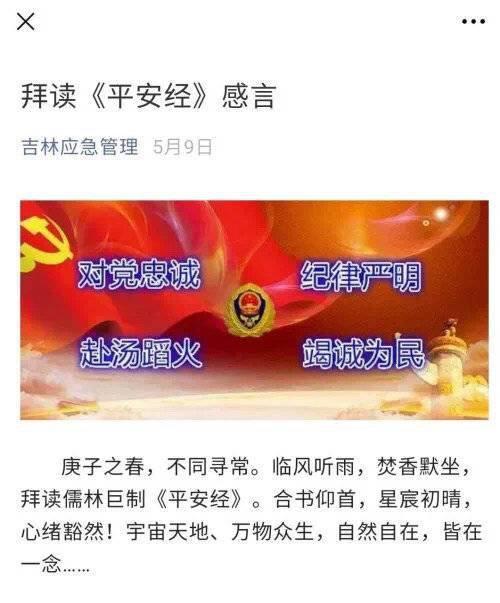 拜读《平安经》感言
吉林应急管理 5月9日
对党忠诚 纪律严明
赴汤蹈火 竭诚为民
庚子之春，不同寻常。临风听雨，焚香默坐，
拜读儒林巨制《平安经》。合书仰首，星宸初晴，
心绪豁然！宇宙天地、万物众生，自然自在，皆在
一念……